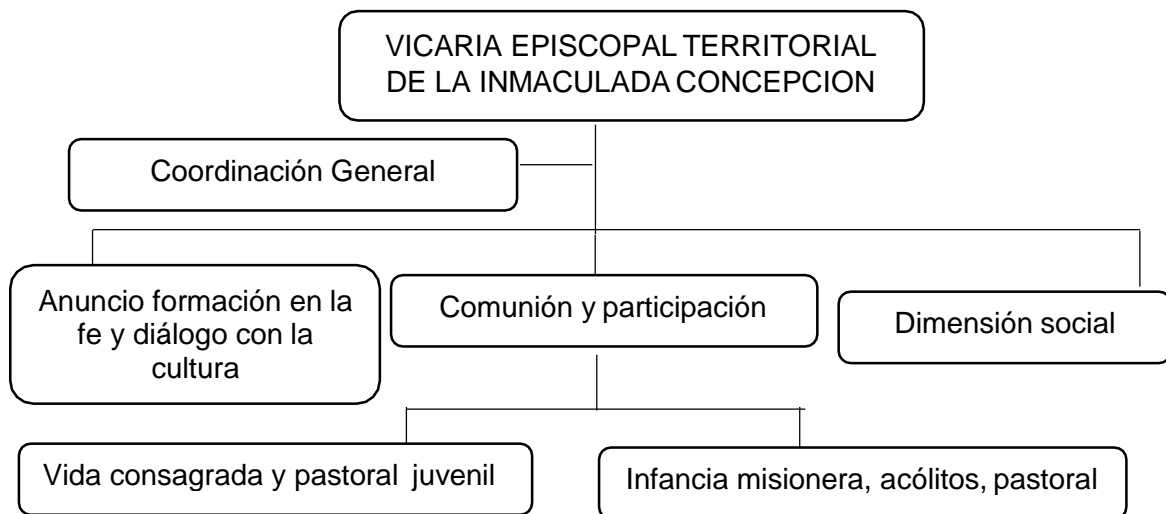 VICARIA EPISCOPAL TERRITORIAL
DE LA INMACULADA CONCEPCION
Coordinación General
Anuncio formación en la
fe y diálogo con la
cultura
Comunión y participación
Dimensión social
Vida consagrada y pastoral juvenil
Infancia misionera, acólitos, pastoral